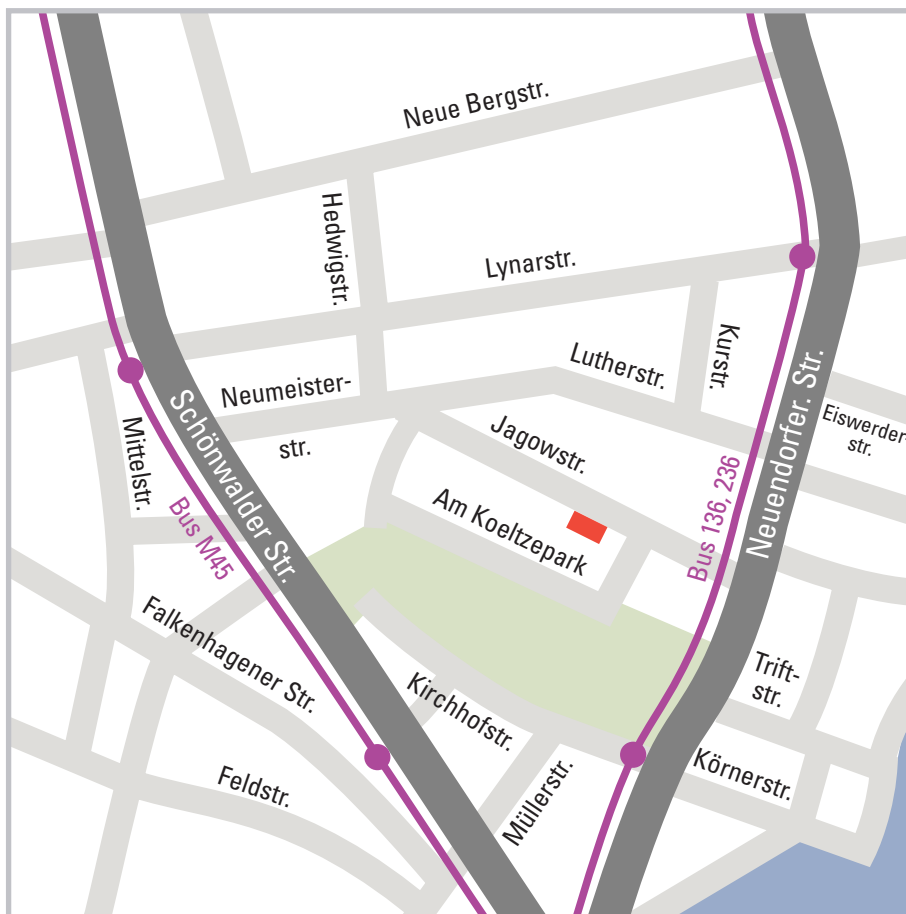 Neue Bergstr.
Hedwigstr.
Lynarstr.
Kurstr.
Lutherstr.
Neumeister-
str.
Schönwalder Str.
Mittelstr.
Jagowstr.
Eiswerder-
str.
Neuendorfer. Str.
Bus 136, 236
Am Koeltzepark
Bus M45
Falkenhagener Str.
Kirchhofstr.
Trift-
str.
Feldstr.
Müllerstr.
Körnerstr.